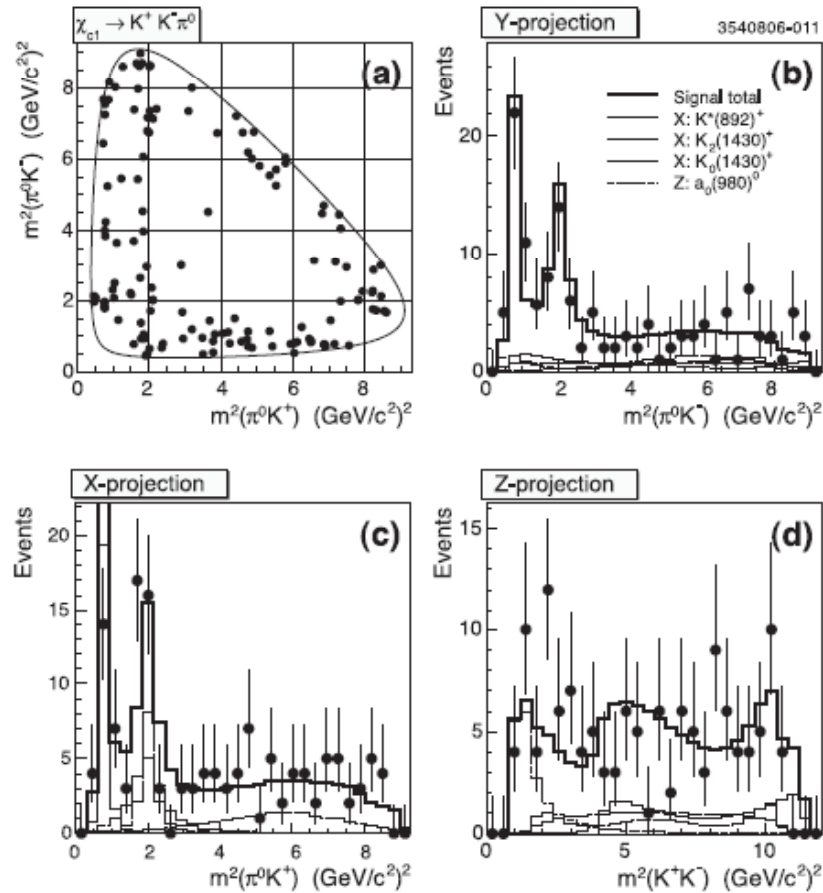 χc1 → K+ K- π0
(a)
m2(π0K-) (GeV/c2)2
8
6
4
2
0
0 2 4 6 8
m2(π0K+) (GeV/c2)2
Y-projection
3540806-011
(b)
Events
20
10
0
Signal total
X: K*(892)+
X: K2(1430)+
X: K0(1430)+
Z: a0(980)0
0 2 4 6 8
m2(π0K-) (GeV/c2)2
X-projection
(c)
Events
20
15
10
5
0
0 2 4 6 8
m2(π0K+) (GeV/c2)2
Z-projection
(d)
Events
15
10
5
0
0 5 10
m2(K+K-) (GeV/c2)2